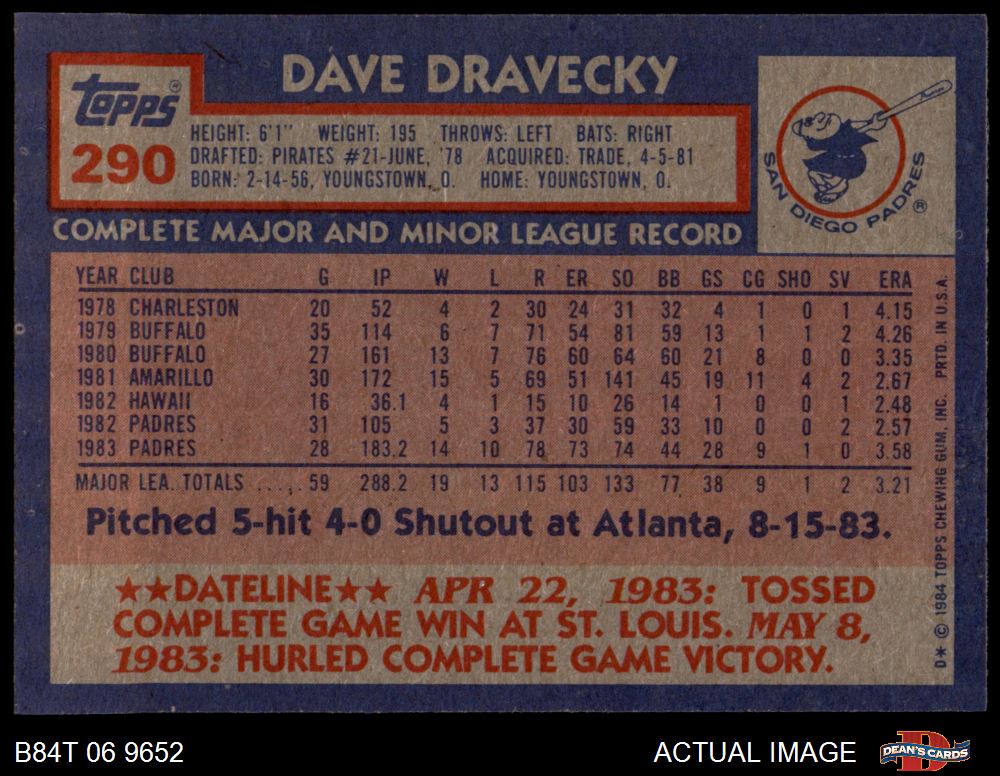 DAVE DRAVECKY
Topps®
290
HEIGHT: 6'1" WEIGHT: 195 THROWS: LEFT BATS: RIGHT
DRAFTED: PIRATES #21-JUNE, '78 ACQUIRED: TRADE, 4-5-81
BORN: 2-14-56, YOUNGSTOWN, O. HOME: YOUNGSTOWN, O.
SAN DIEGO PADRES®
COMPLETE MAJOR AND MINOR LEAGUE RECORD
YEAR CLUB G IP W L R ER SO BB GS CG SHO SV ERA
1978 CHARLESTON 20 52 4 2 30 24 31 32 4 1 0 1 4.15
1979 BUFFALO 35 114 6 7 71 54 81 59 13 1 1 2 4.26
1980 BUFFALO 27 161 13 7 76 60 64 60 21 8 0 0 3.35
1981 AMARILLO 30 172 15 5 69 51 141 45 19 11 4 2 2.67
1982 HAWAII 16 36.1 4 1 15 10 26 14 1 0 0 1 2.48
1982 PADRES 31 105 5 3 37 30 59 33 10 0 0 2 2.57
1983 PADRES 28 183.2 14 10 78 73 74 44 28 9 1 0 3.58
MAJOR LEA. TOTALS ..... 59 288.2 19 13 115 103 133 77 38 9 1 2 3.21
Pitched 5-hit 4-0 Shutout at Atlanta, 8-15-83.
★★DATELINE★★ APR 22, 1983: TOSSED
COMPLETE GAME WIN AT ST. LOUIS. MAY 8,
1983: HURLED COMPLETE GAME VICTORY.
D* © 1984 TOPPS CHEWING GUM, INC. PRTD. IN U.S.A.
B84T 06 9652
ACTUAL IMAGE
D
DEAN'S CARDS